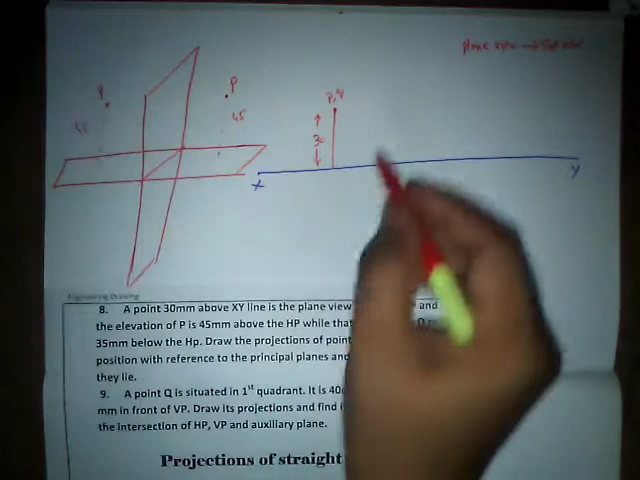 Plane view → Top view
P
P
45
45
P,q
30
X
Y
Engineering Drawing
8. A point 30mm above XY line is the plane view
and
the elevation of P is 45mm above the HP while that
35mm below the Hp. Draw the projections of point
position with reference to the principal planes and
they lie.
9. A point Q is situated in 1st quadrant. It is 40
mm in front of VP. Draw its projections and find
the intersection of HP, VP and auxiliary plane.
Projections of straight